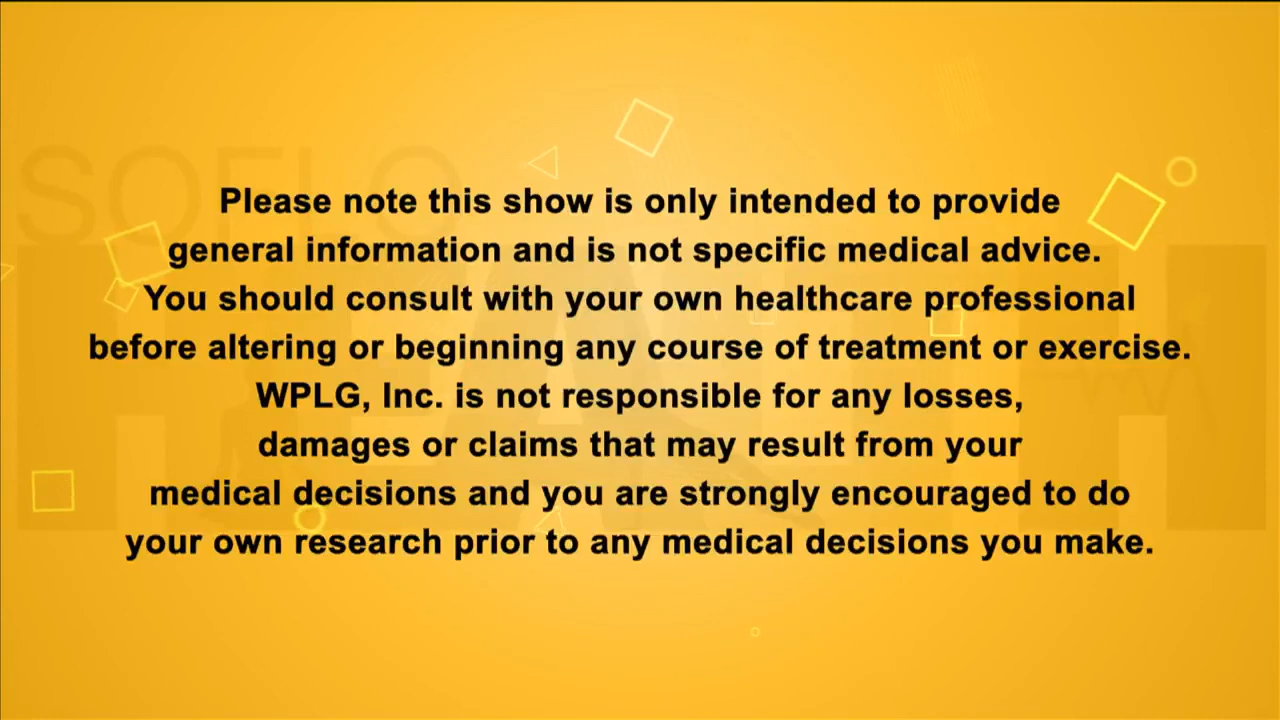 SOFLO
HEALTH
Please note this show is only intended to provide
general information and is not specific medical advice.
You should consult with your own healthcare professional
before altering or beginning any course of treatment or exercise.
WPLG, Inc. is not responsible for any losses,
damages or claims that may result from your
medical decisions and you are strongly encouraged to do
your own research prior to any medical decisions you make.